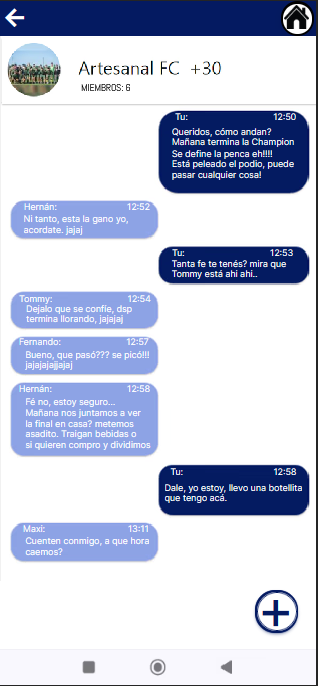 Artesanal FC +30
MIEMBROS: 6
Tu: 12:50
Queridos, cómo andan?
Mañana termina la Champion
Se define la penca eh!!!!
Está peleado el podio, puede
pasar cualquier cosa!
Hernán: 12:52
Ni tanto, esta la gano yo,
acordate. jajaj
Tu: 12:53
Tanta fe te tenés? mira que
Tommy está ahi ahi..
Tommy: 12:54
Dejalo que se confíe, dsp
termina llorando, jajajaj
Fernando: 12:57
Bueno, que pasó??? se picó!!!
jajajajajjajaj
Hernán: 12:58
Fé no, estoy seguro...
Mañana nos juntamos a ver
la final en casa? metemos
asadito. Traigan bebidas o
si quieren compro y dividimos
Tu: 12:58
Dale, yo estoy, llevo una botellita
que tengo acá.
Maxi: 13:11
Cuenten conmigo, a que hora
caemos?